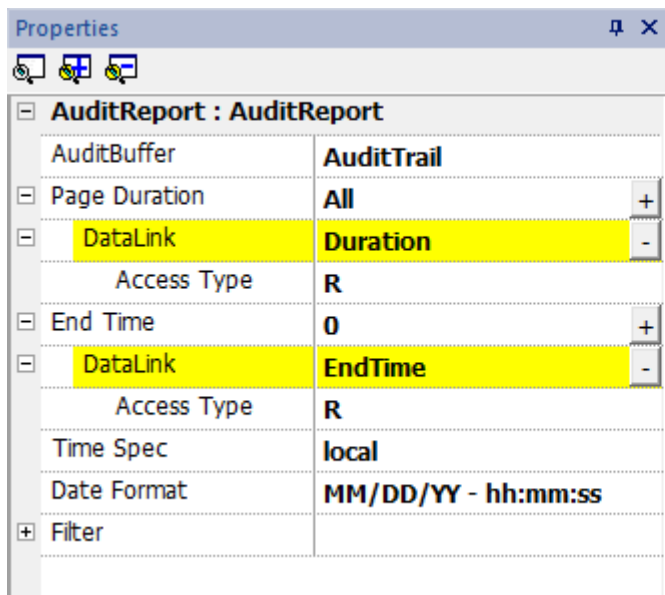 Properties
AuditReport : AuditReport
AuditBuffer AuditTrail
Page Duration All +
DataLink Duration -
Access Type R
End Time 0 +
DataLink EndTime -
Access Type R
Time Spec local
Date Format MM/DD/YY - hh:mm:ss
Filter